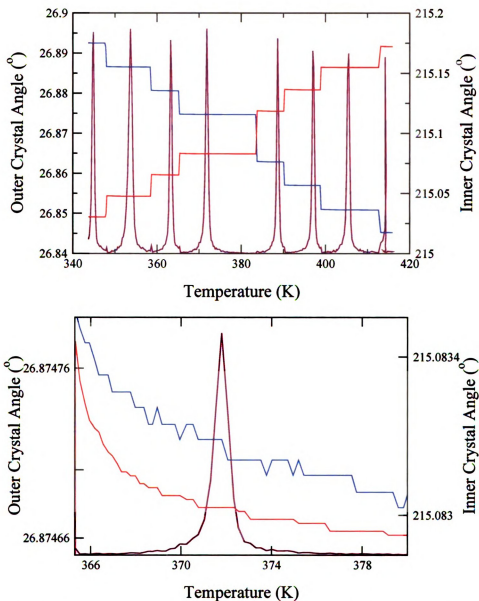 26.9
26.89
26.88
26.87
26.86
26.85
26.84
Outer Crystal Angle (°)
215.2
215.15
215.1
215.05
215
Inner Crystal Angle (°)
340 360 380 400 420
Temperature (K)
26.87476
26.87466
Outer Crystal Angle (°)
215.0834
215.083
Inner Crystal Angle (°)
366 370 374 378
Temperature (K)